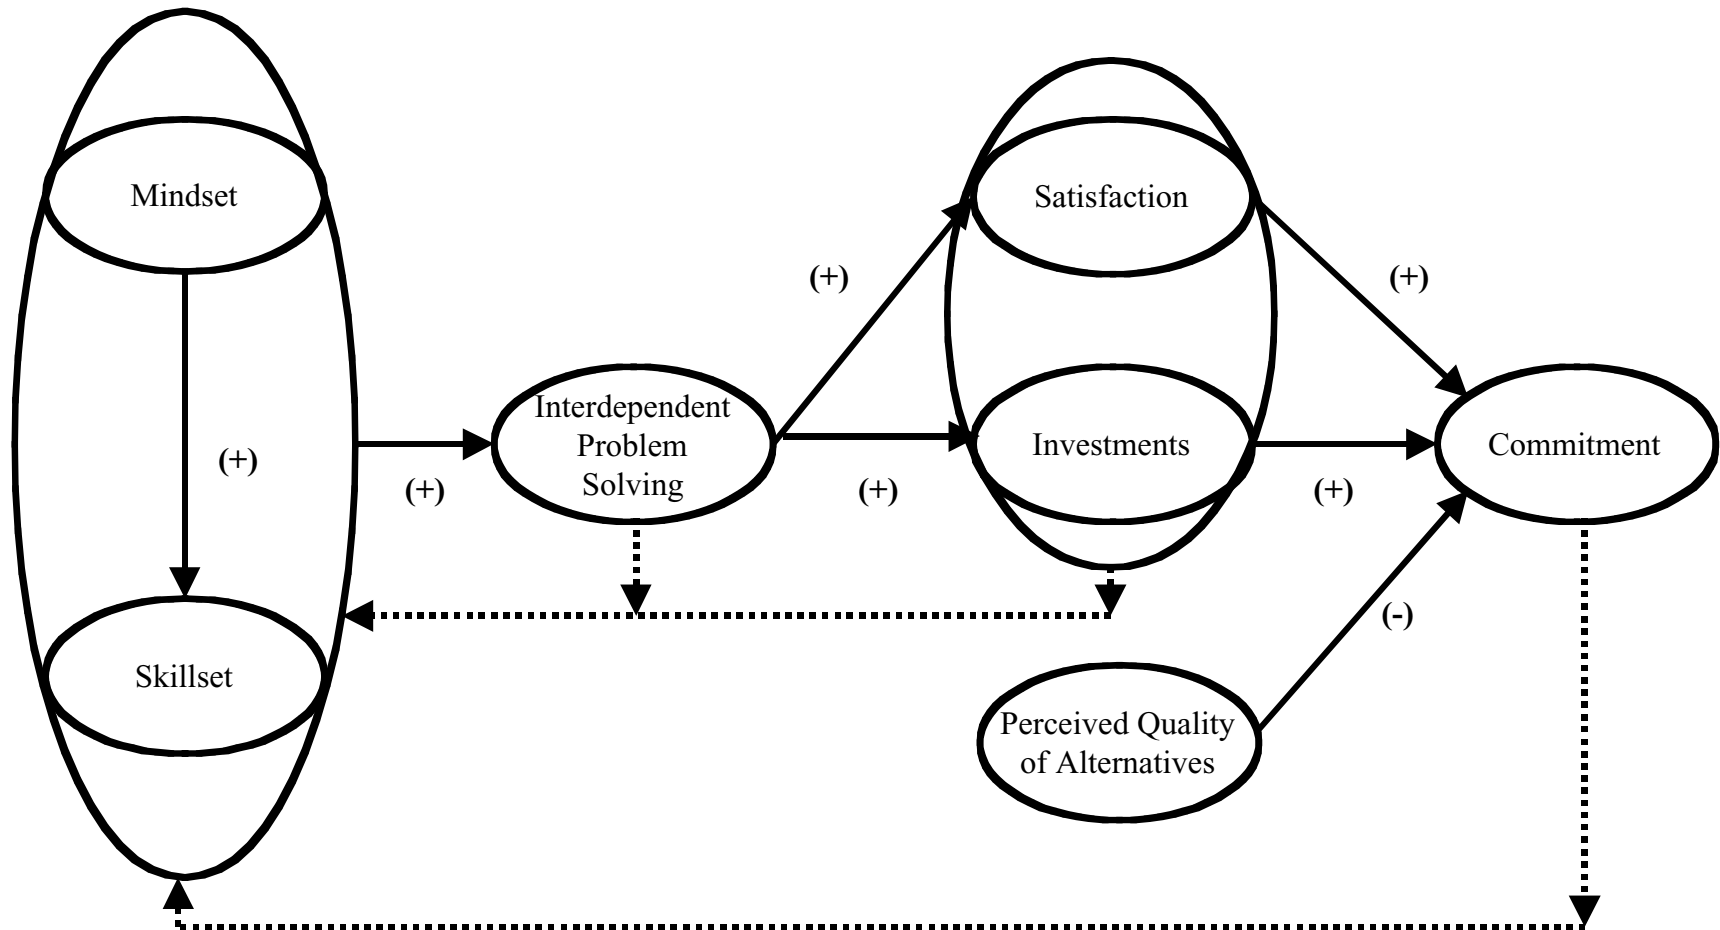 Mindset
(+)
Skillset
(+)
Interdependent
Problem
Solving
(+)
(+)
Satisfaction
Investments
(+)
(+)
Perceived Quality
of Alternatives
(-)
Commitment